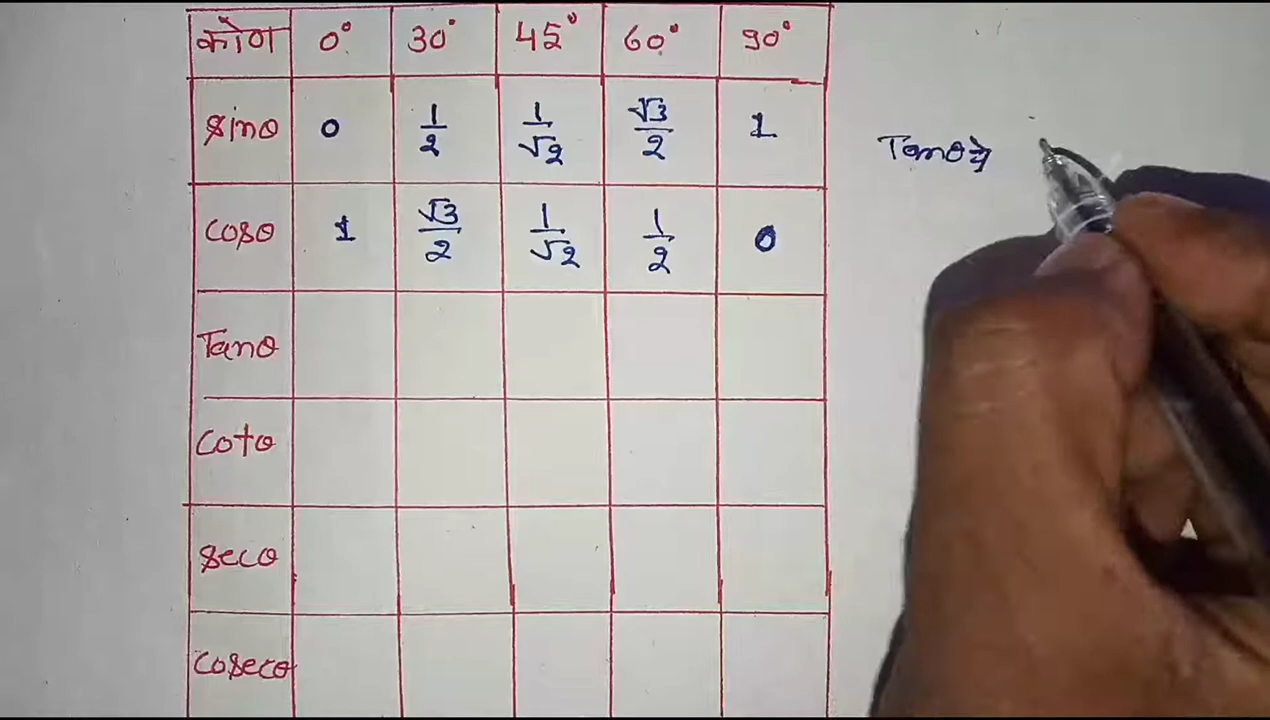 कोण 0° 30° 45° 60° 90°
sinθ 0 1/2 1/√2 √3/2 1
cosθ 1 √3/2 1/√2 1/2 0
Tanθ
cotθ
secθ
cosecθ
Tanθ